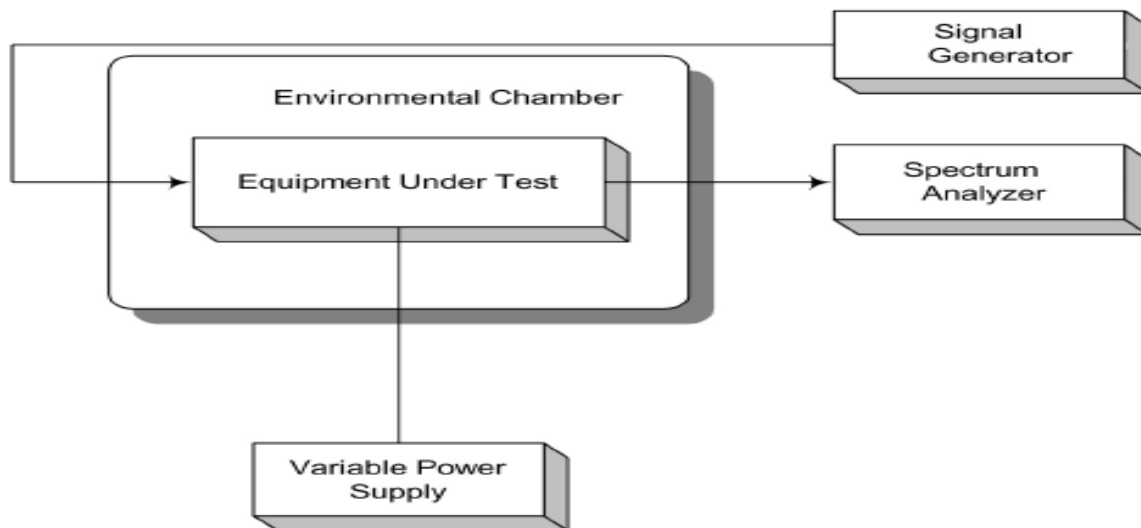 Signal
Generator
Environmental Chamber
Equipment Under Test
Spectrum
Analyzer
Variable Power
Supply